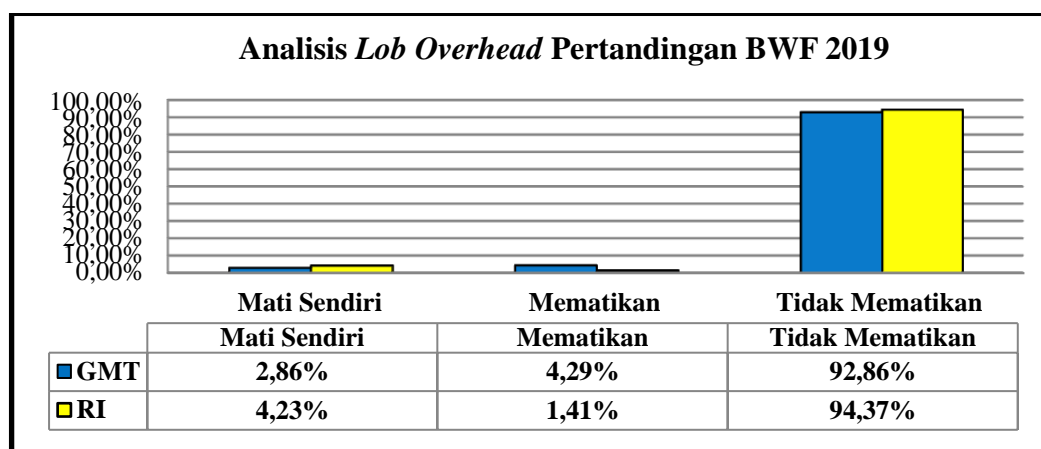 Analisis Lob Overhead Pertandingan BWF 2019
100,00%
90,00%
80,00%
70,00%
60,00%
50,00%
40,00%
30,00%
20,00%
10,00%
0,00%
Mati Sendiri Mematikan Tidak Mematikan
Mati Sendiri Mematikan Tidak Mematikan
GMT 2,86% 4,29% 92,86%
RI 4,23% 1,41% 94,37%